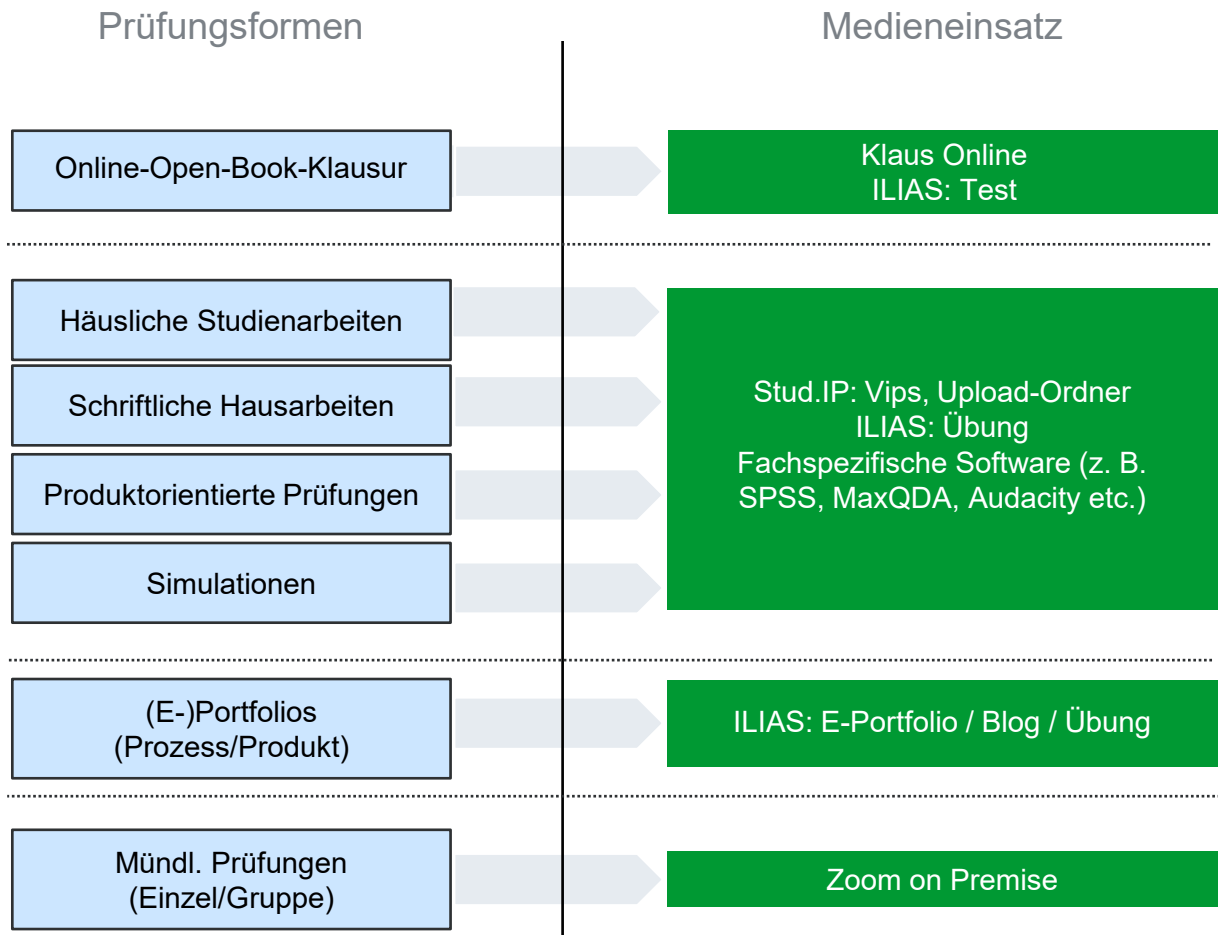 Prüfungsformen
Medieneinsatz
Online-Open-Book-Klausur
Klaus Online
ILIAS: Test
Häusliche Studienarbeiten
Schriftliche Hausarbeiten
Produktorientierte Prüfungen
Simulationen
Stud.IP: Vips, Upload-Ordner
ILIAS: Übung
Fachspezifische Software (z. B.
SPSS, MaxQDA, Audacity etc.)
(E-)Portfolios
(Prozess/Produkt)
ILIAS: E-Portfolio / Blog / Übung
Mündl. Prüfungen
(Einzel/Gruppe)
Zoom on Premise